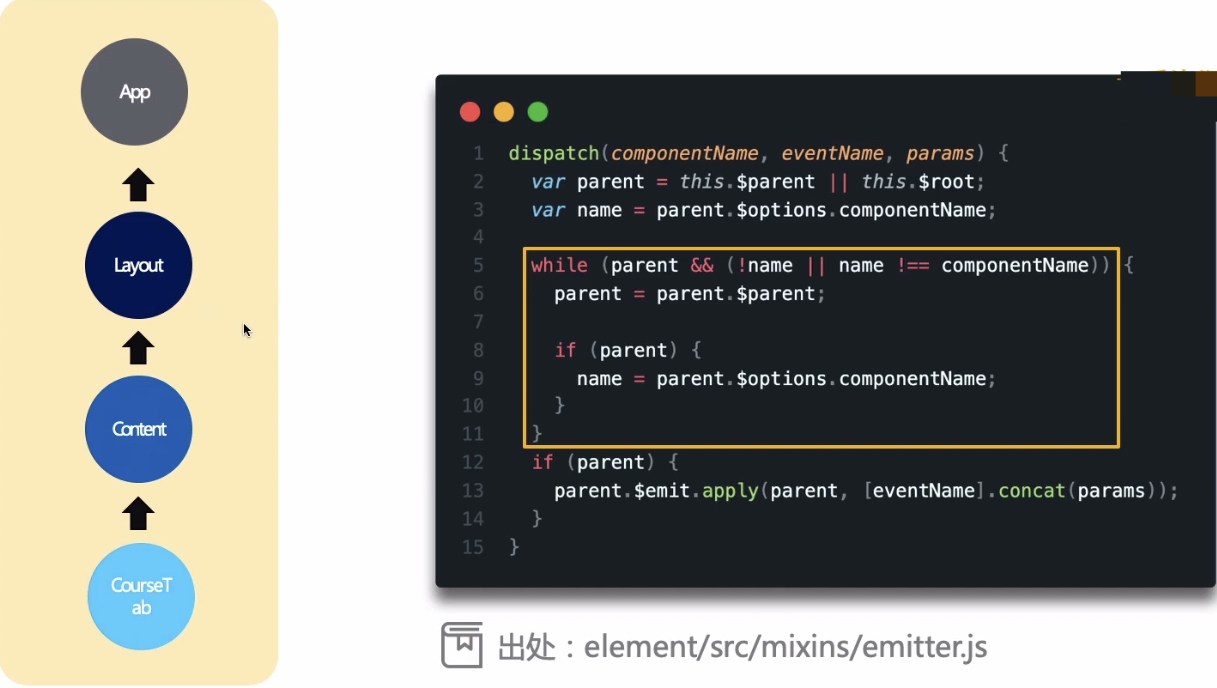 App
Layout
Content
CourseT
ab
1 dispatch(componentName, eventName, params) {
2 var parent = this.$parent || this.$root;
3 var name = parent.$options.componentName;
4
5 while (parent && (!name || name !== componentName)) {
6 parent = parent.$parent;
7
8 if (parent) {
9 name = parent.$options.componentName;
10 }
11 }
12 if (parent) {
13 parent.$emit.apply(parent, [eventName].concat(params));
14 }
15 }
出处：element/src/mixins/emitter.js